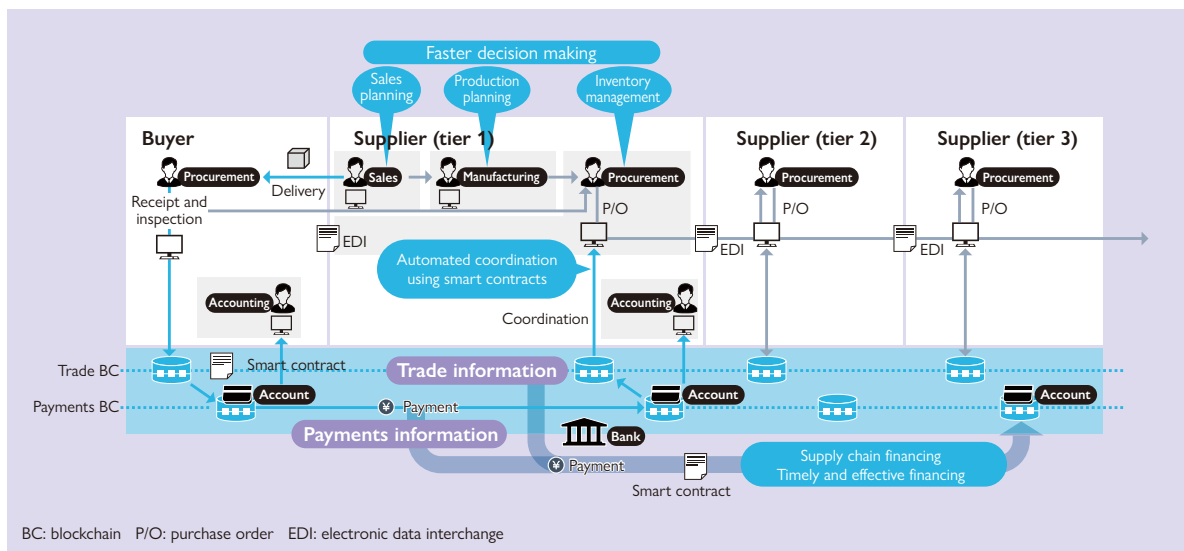 Faster decision making
Sales
planning
Production
planning
Inventory
management
Buyer
Supplier (tier 1)
Supplier (tier 2)
Supplier (tier 3)
Procurement
Delivery
Sales
Manufacturing
Procurement
Procurement
Procurement
Receipt and
inspection
P/O
P/O
P/O
EDI
EDI
EDI
Automated coordination
using smart contracts
Accounting
Accounting
Coordination
Trade BC
Smart contract
Trade information
Payments BC
Account
¥ Payment
Account
Account
Payments information
Bank
¥ Payment
Smart contract
Supply chain financing
Timely and effective financing
BC: blockchain P/O: purchase order EDI: electronic data interchange